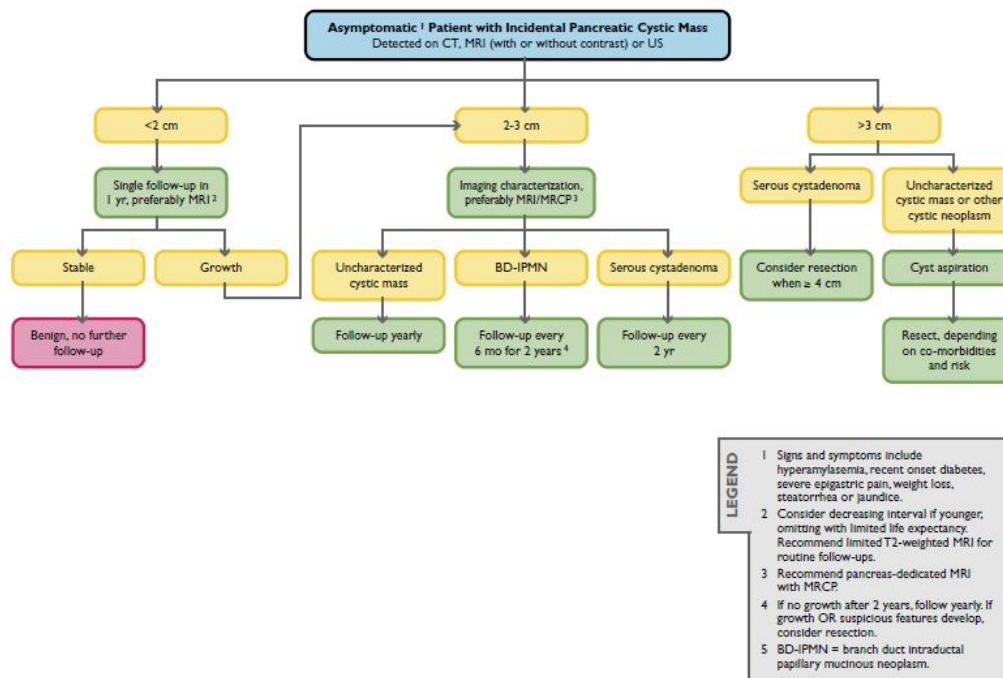 Asymptomatic 1 Patient with Incidental Pancreatic Cystic Mass
Detected on CT, MRI (with or without contrast) or US
<2 cm
2-3 cm
>3 cm
Single follow-up in
1 yr, preferably MRI 2
Imaging characterization,
preferably MRI/MRCP 3
Serous cystadenoma
Uncharacterized
cystic mass or other
cystic neoplasm
Stable
Growth
Uncharacterized
cystic mass
BD-IPMN
Serous cystadenoma
Consider resection
when ≥ 4 cm
Cyst aspiration
Benign, no further
follow-up
Follow-up yearly
Follow-up every
6 mo for 2 years 4
Follow-up every
2 yr
Resect, depending
on co-morbidities
and risk
LEGEND
1 Signs and symptoms include
hyperamylasemia, recent onset diabetes,
severe epigastric pain, weight loss,
steatorrhea or jaundice.
2 Consider decreasing interval if younger,
omitting with limited life expectancy.
Recommend limited T2-weighted MRI for
routine follow-ups.
3 Recommend pancreas-dedicated MRI
with MRCP.
4 If no growth after 2 years, follow yearly. If
growth OR suspicious features develop,
consider resection.
5 BD-IPMN = branch duct intraductal
papillary mucinous neoplasm.